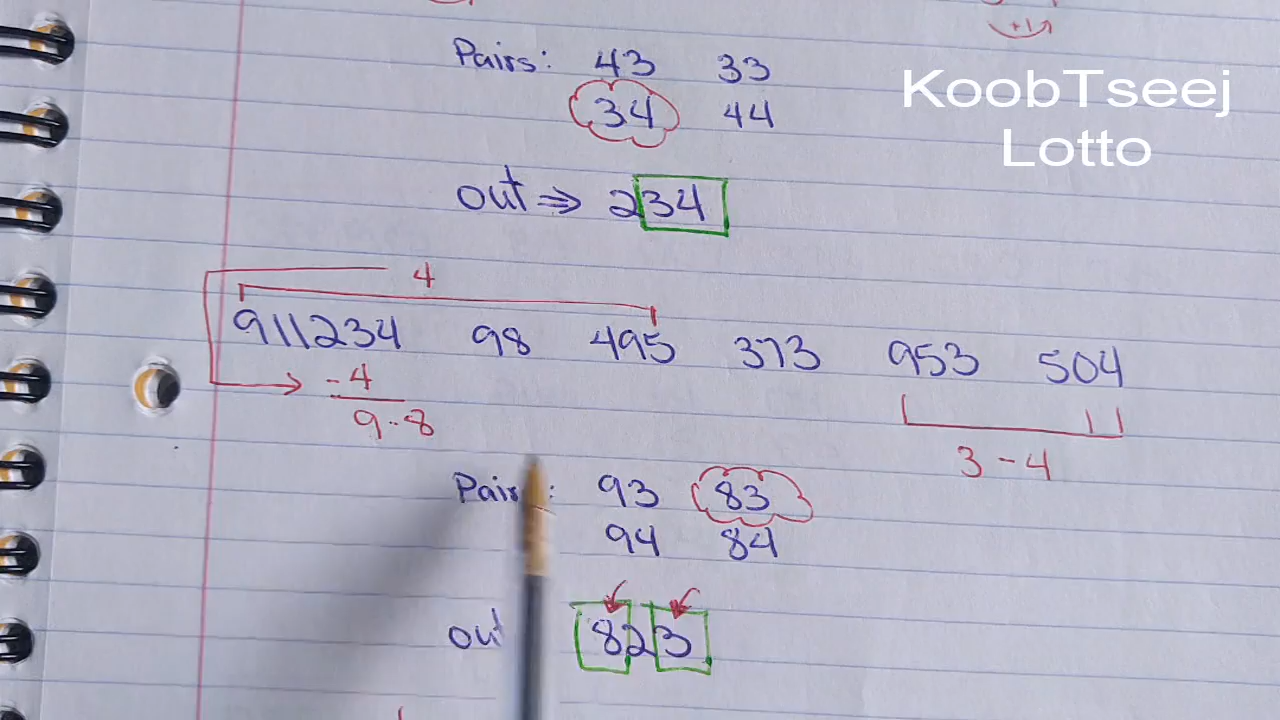 +1
Pairs: 43 33
34 44
KoobTseej
Lotto
out ⇒ 234
4
911234 98 495 373 953 504
-4
9-8
3-4
Pairs: 93 83
94 84
out 823